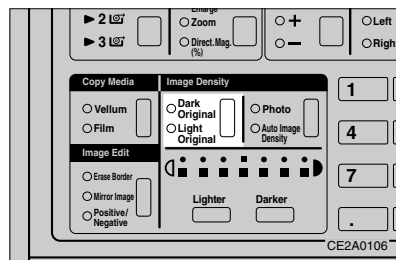 Enlarge
▶ 2
▶ 3
Zoom
Direct. Mag.
(%)
+
−
Left
Righ
Copy Media
Image Density
Vellum
Film
Dark
Original
Light
Original
Photo
Auto Image
Density
Image Edit
Erase Border
Mirror Image
Positive/
Negative
Lighter
Darker
1
4
7
.
CE2A0106